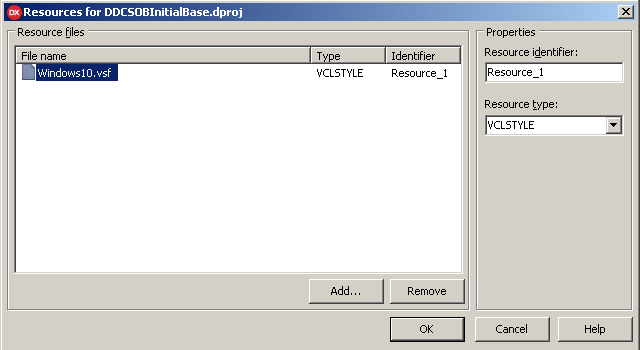 DX Resources for DDCSOBInitialBase.dproj
Resource files
File name Type Identifier
Windows10.vsf VCLSTYLE Resource_1
Add... Remove
Properties
Resource identifier:
Resource_1
Resource type:
VCLSTYLE
OK Cancel Help